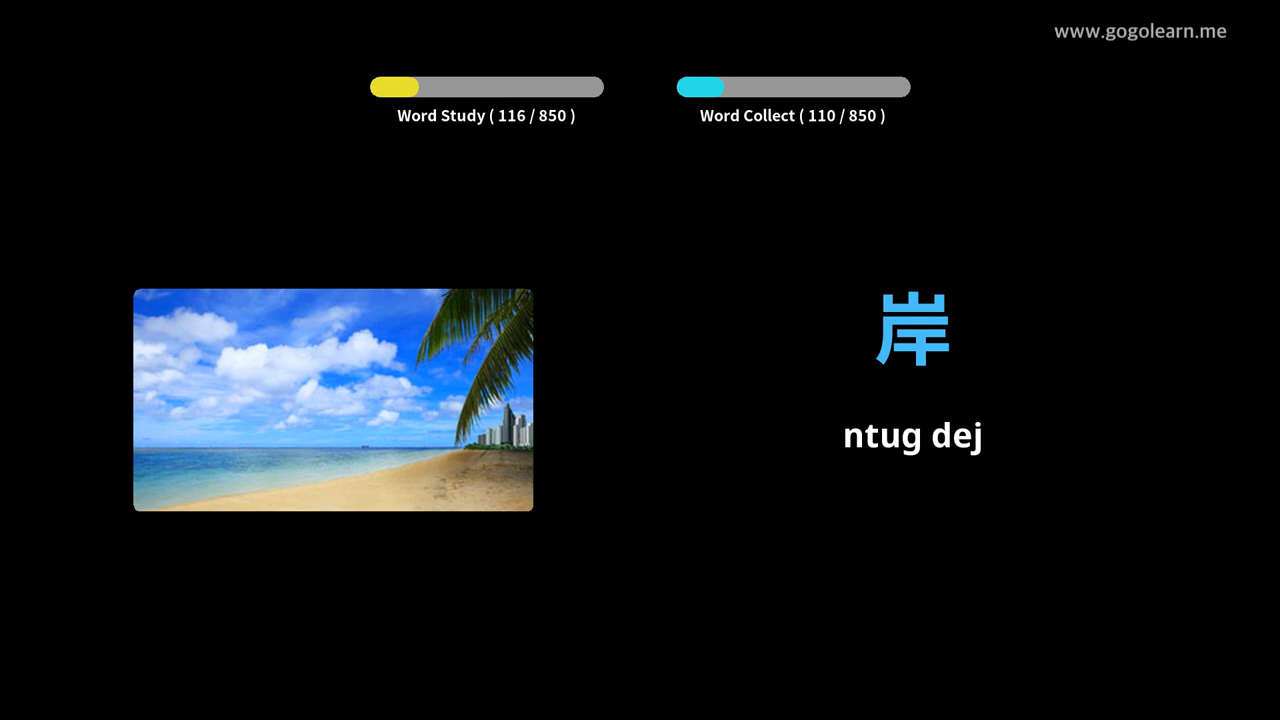 www.gogolearn.me
Word Study ( 116 / 850 )
Word Collect ( 110 / 850 )
岸
ntug dej